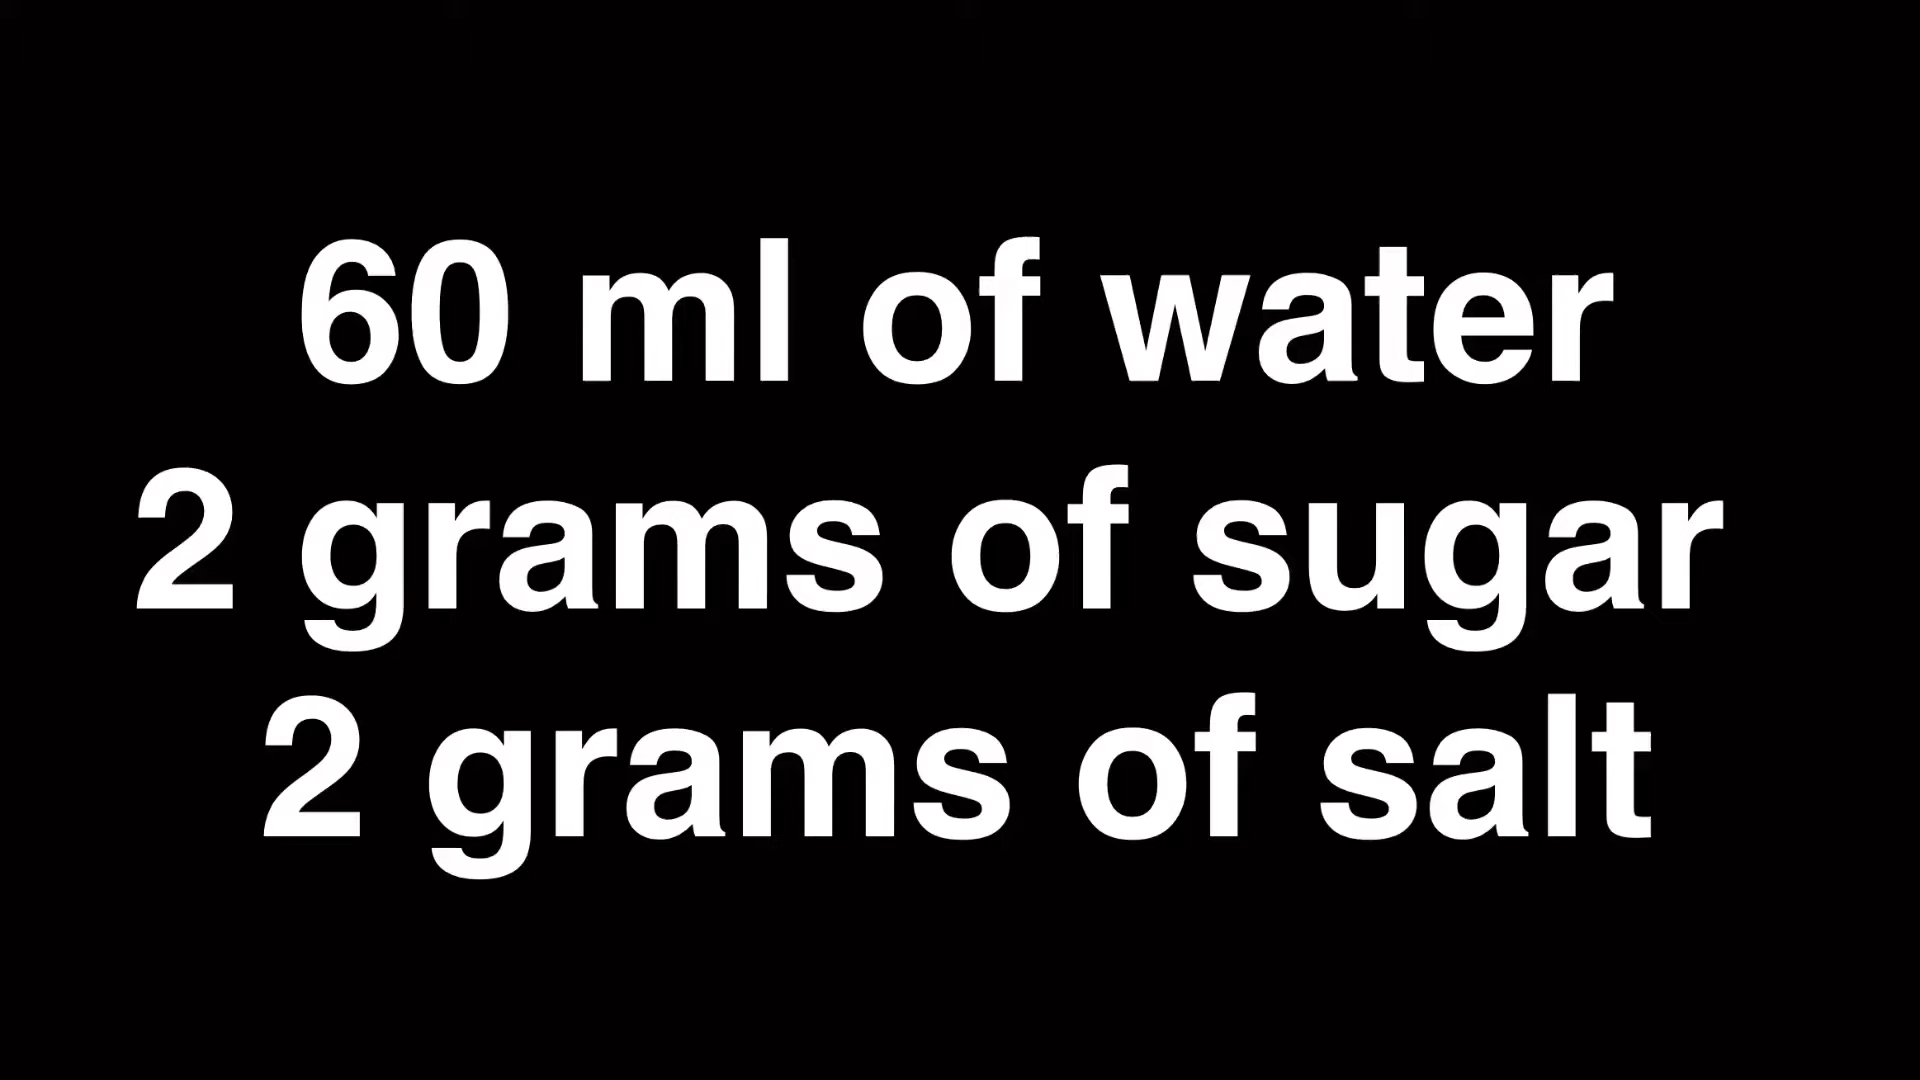 60 ml of water
2 grams of sugar
2 grams of salt